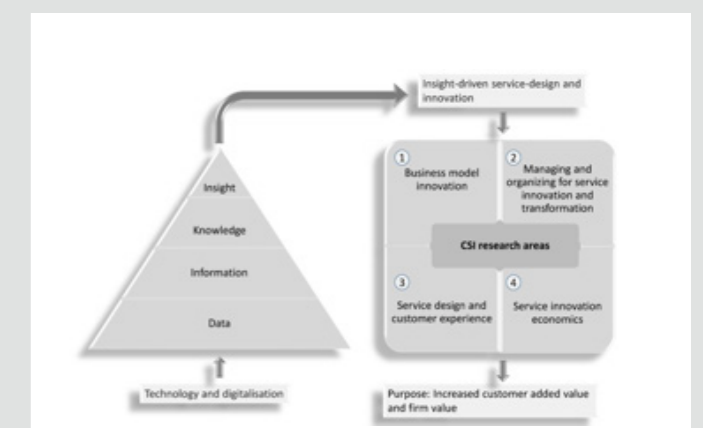 Insight-driven service-design and
innovation
Insight
Knowledge
Information
Data
Technology and digitalisation
1
Business model
innovation
2
Managing and
organizing for service
innovation and
transformation
CSI research areas
3
Service design and
customer experience
4
Service innovation
economics
Purpose: Increased customer added value
and firm value